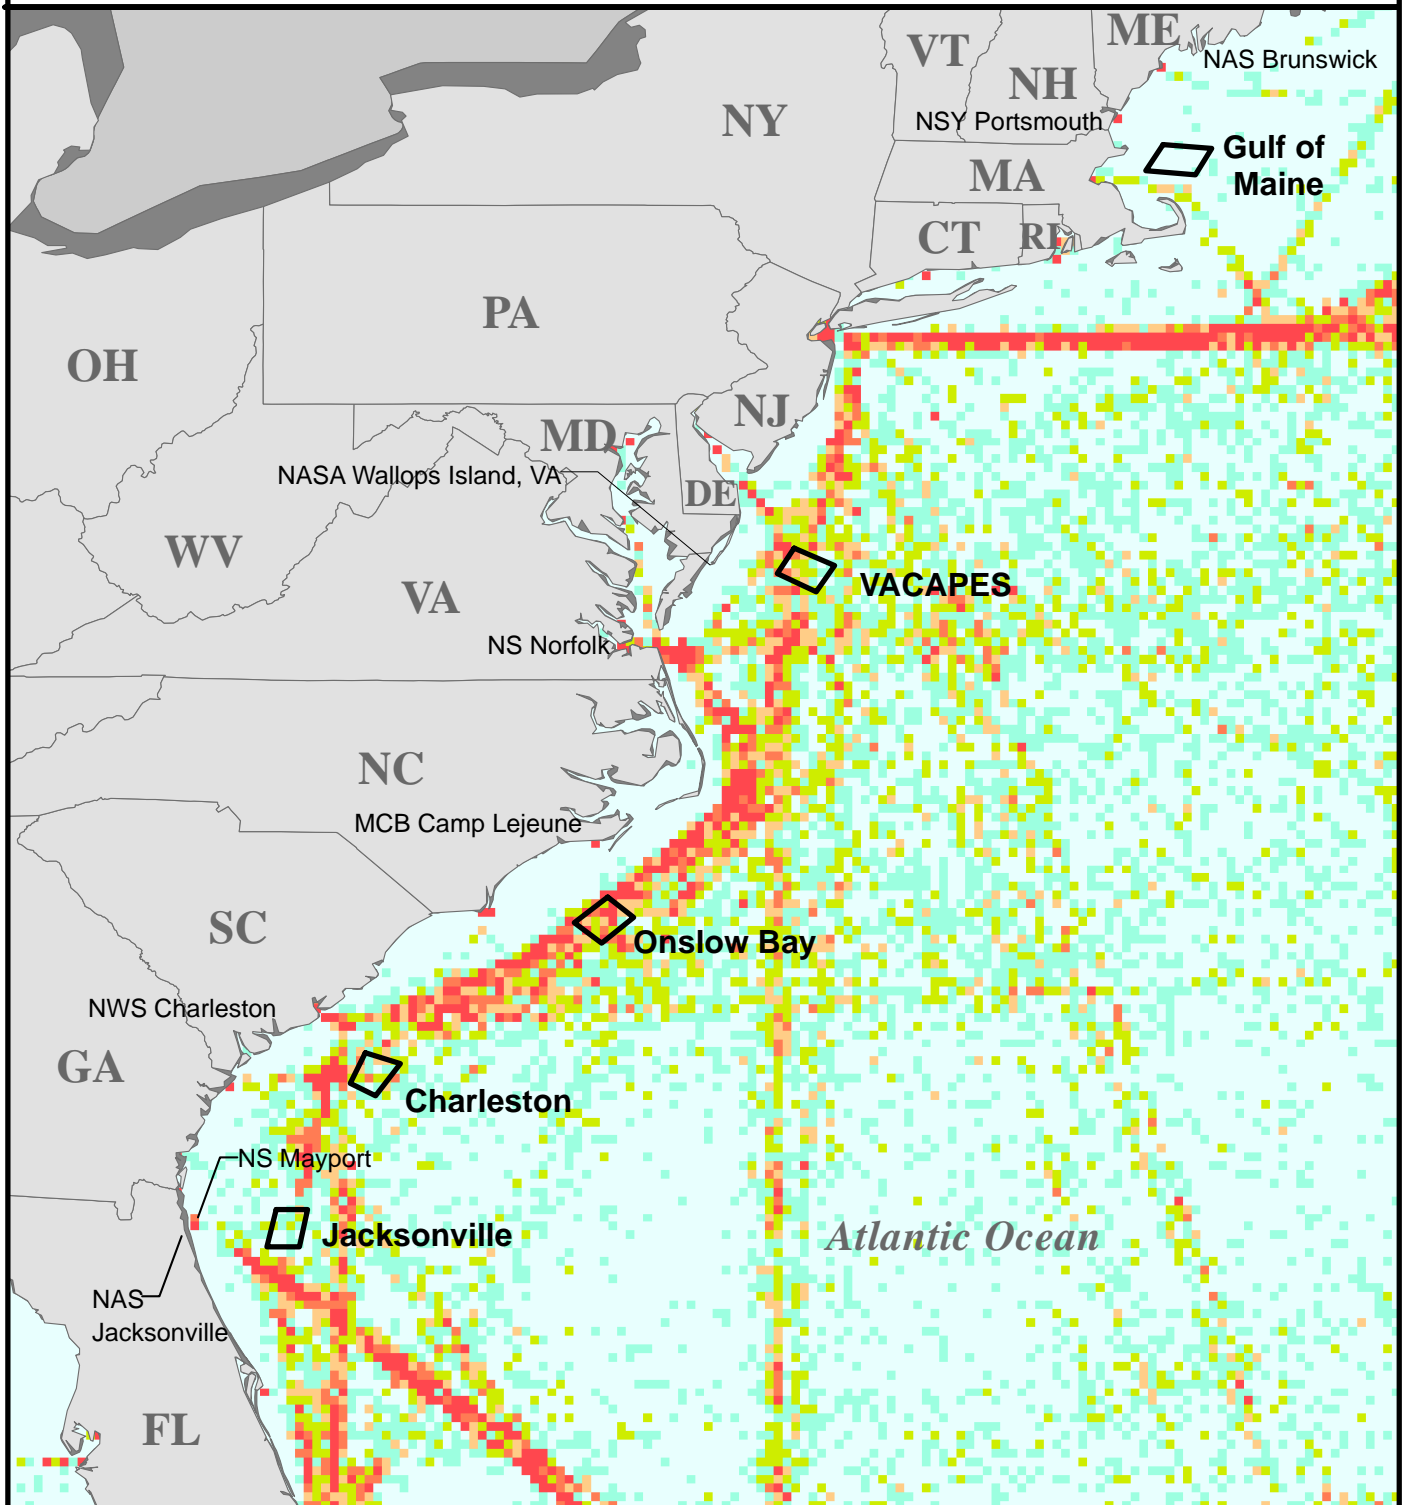 ME
VT
NAS Brunswick
NH
NY
NSY Portsmouth
Gulf of
Maine
MA
CT
RI
PA
OH
NJ
MD
NASA Wallops Island, VA
DE
WV
VACAPES
VA
NS Norfolk
NC
MCB Camp Lejeune
SC
Onslow Bay
NWS Charleston
GA
Charleston
NS Mayport
Jacksonville
Atlantic Ocean
NAS
Jacksonville
FL